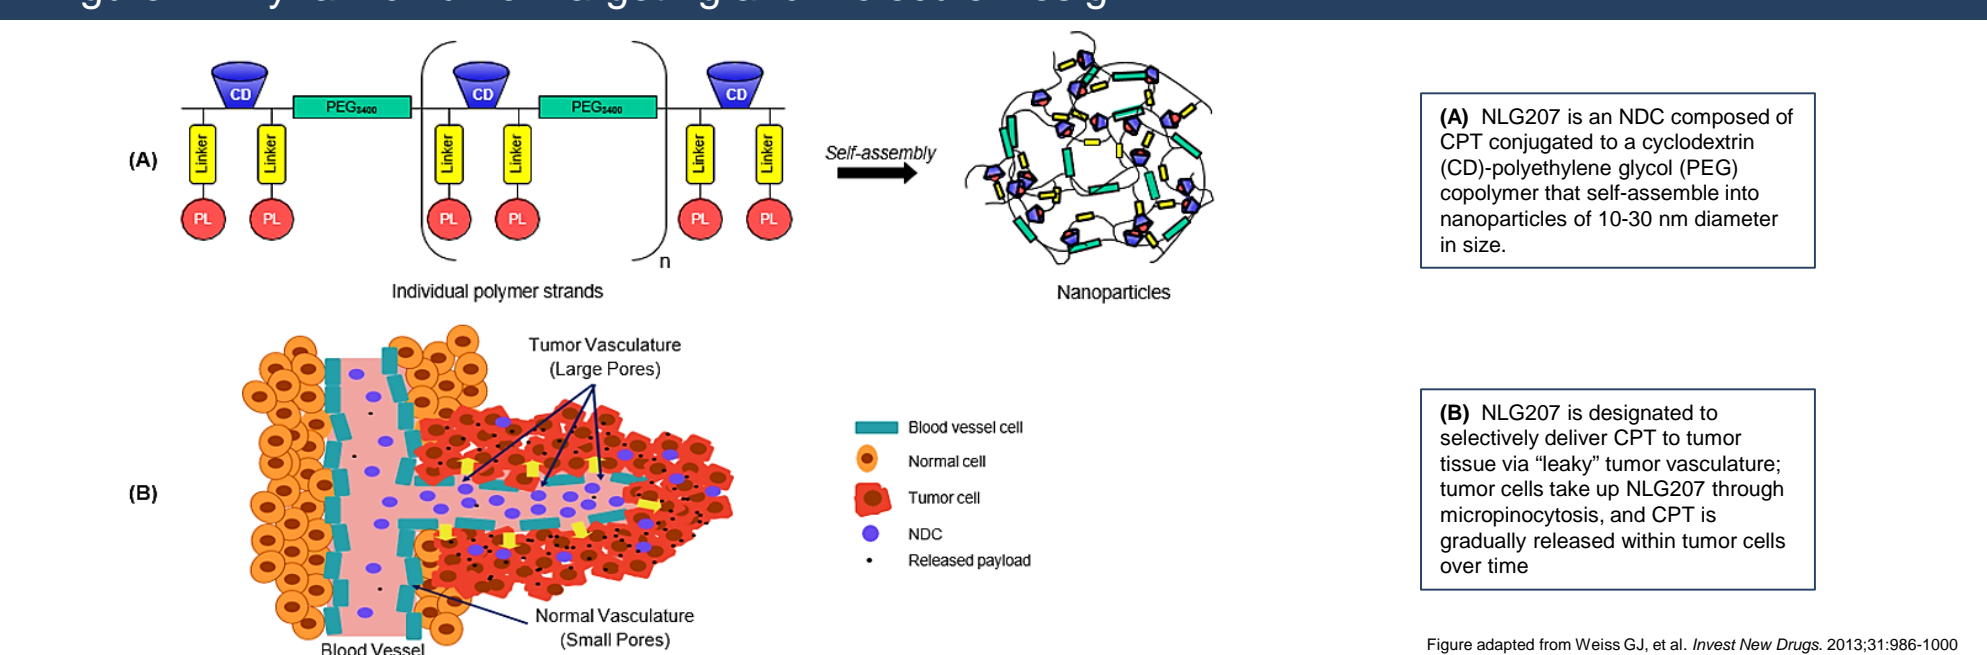 CD CD CD
PEG3400 PEG3400
Linker Linker Linker Linker Linker Linker
(A)
Self-assembly
PL PL PL PL PL PL
n
Individual polymer strands
Nanoparticles
(A) NLG207 is an NDC composed of
CPT conjugated to a cyclodextrin
(CD)-polyethylene glycol (PEG)
copolymer that self-assemble into
nanoparticles of 10-30 nm diameter
in size.
Tumor Vasculature
(Large Pores)
(B)
Blood vessel cell
Normal cell
Tumor cell
NDC
Released payload
Normal Vasculature
(Small Pores)
Blood Vessel
(B) NLG207 is designated to
selectively deliver CPT to tumor
tissue via “leaky” tumor vasculature;
tumor cells take up NLG207 through
micropinocytosis, and CPT is
gradually released within tumor cells
over time
Figure adapted from Weiss GJ, et al. Invest New Drugs. 2013;31:986-1000